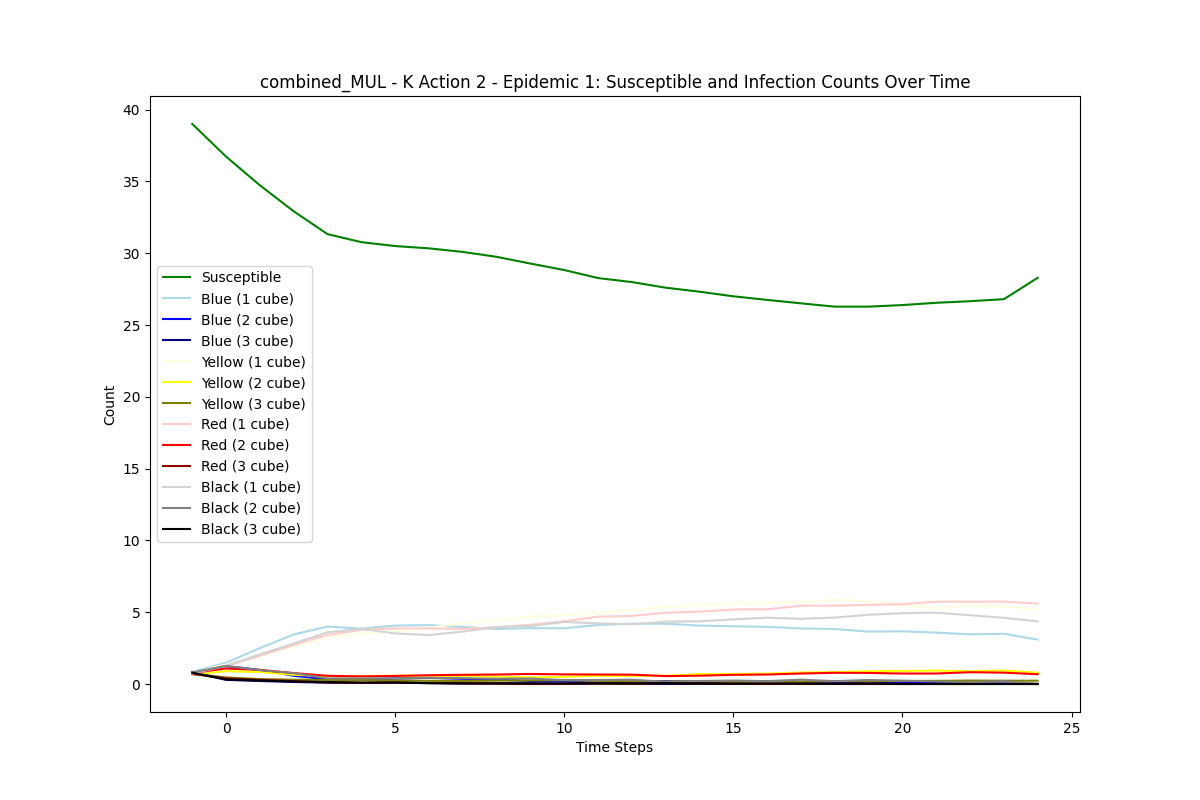 combined_MUL - K Action 2 - Epidemic 1: Susceptible and Infection Counts Over Time
40
35
30
25
20
15
10
5
0
Count
Susceptible
Blue (1 cube)
Blue (2 cube)
Blue (3 cube)
Yellow (1 cube)
Yellow (2 cube)
Yellow (3 cube)
Red (1 cube)
Red (2 cube)
Red (3 cube)
Black (1 cube)
Black (2 cube)
Black (3 cube)
0 5 10 15 20 25
Time Steps